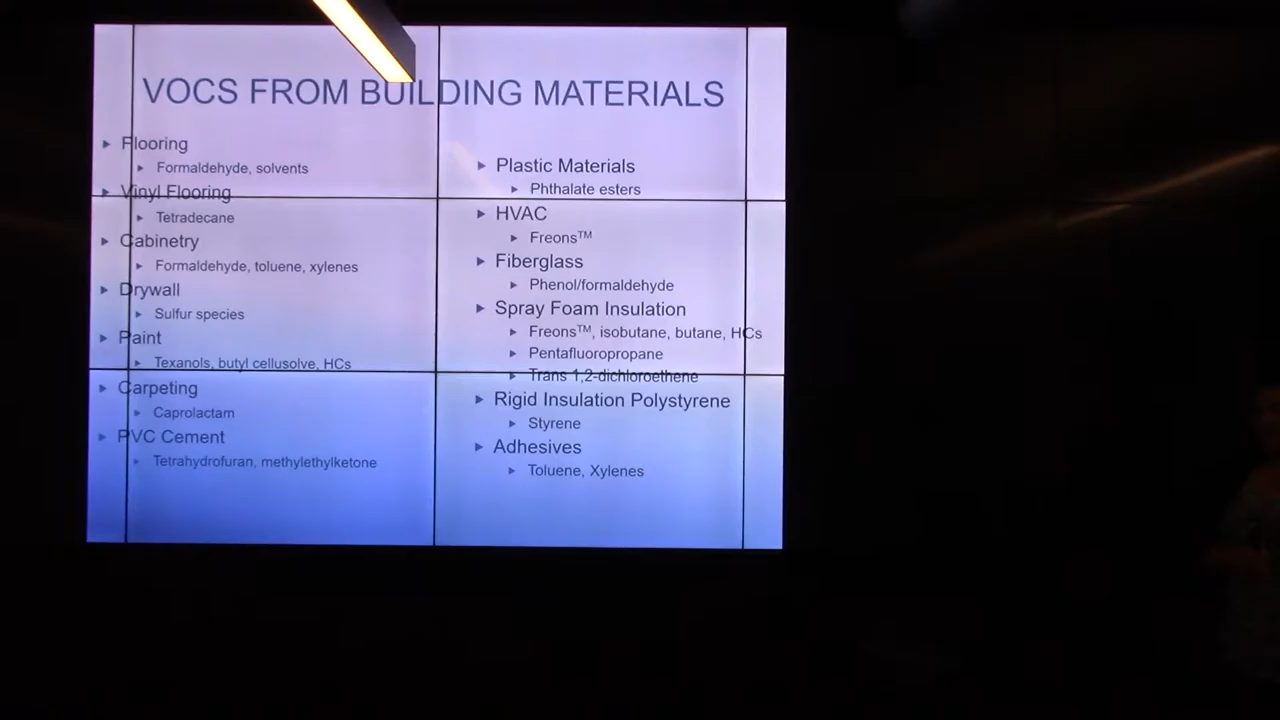 VOCS FROM BUILDING MATERIALS
Flooring
Formaldehyde, solvents
Vinyl Flooring
Tetradecane
Cabinetry
Formaldehyde, toluene, xylenes
Drywall
Sulfur species
Paint
Texanols, butyl cellusolve, HCs
Carpeting
Caprolactam
PVC Cement
Tetrahydrofuran, methylethylketone
Plastic Materials
Phthalate esters
HVAC
Freons™
Fiberglass
Phenol/formaldehyde
Spray Foam Insulation
Freons™, isobutane, butane, HCs
Pentafluoropropane
Trans 1,2-dichloroethene
Rigid Insulation Polystyrene
Styrene
Adhesives
Toluene, Xylenes